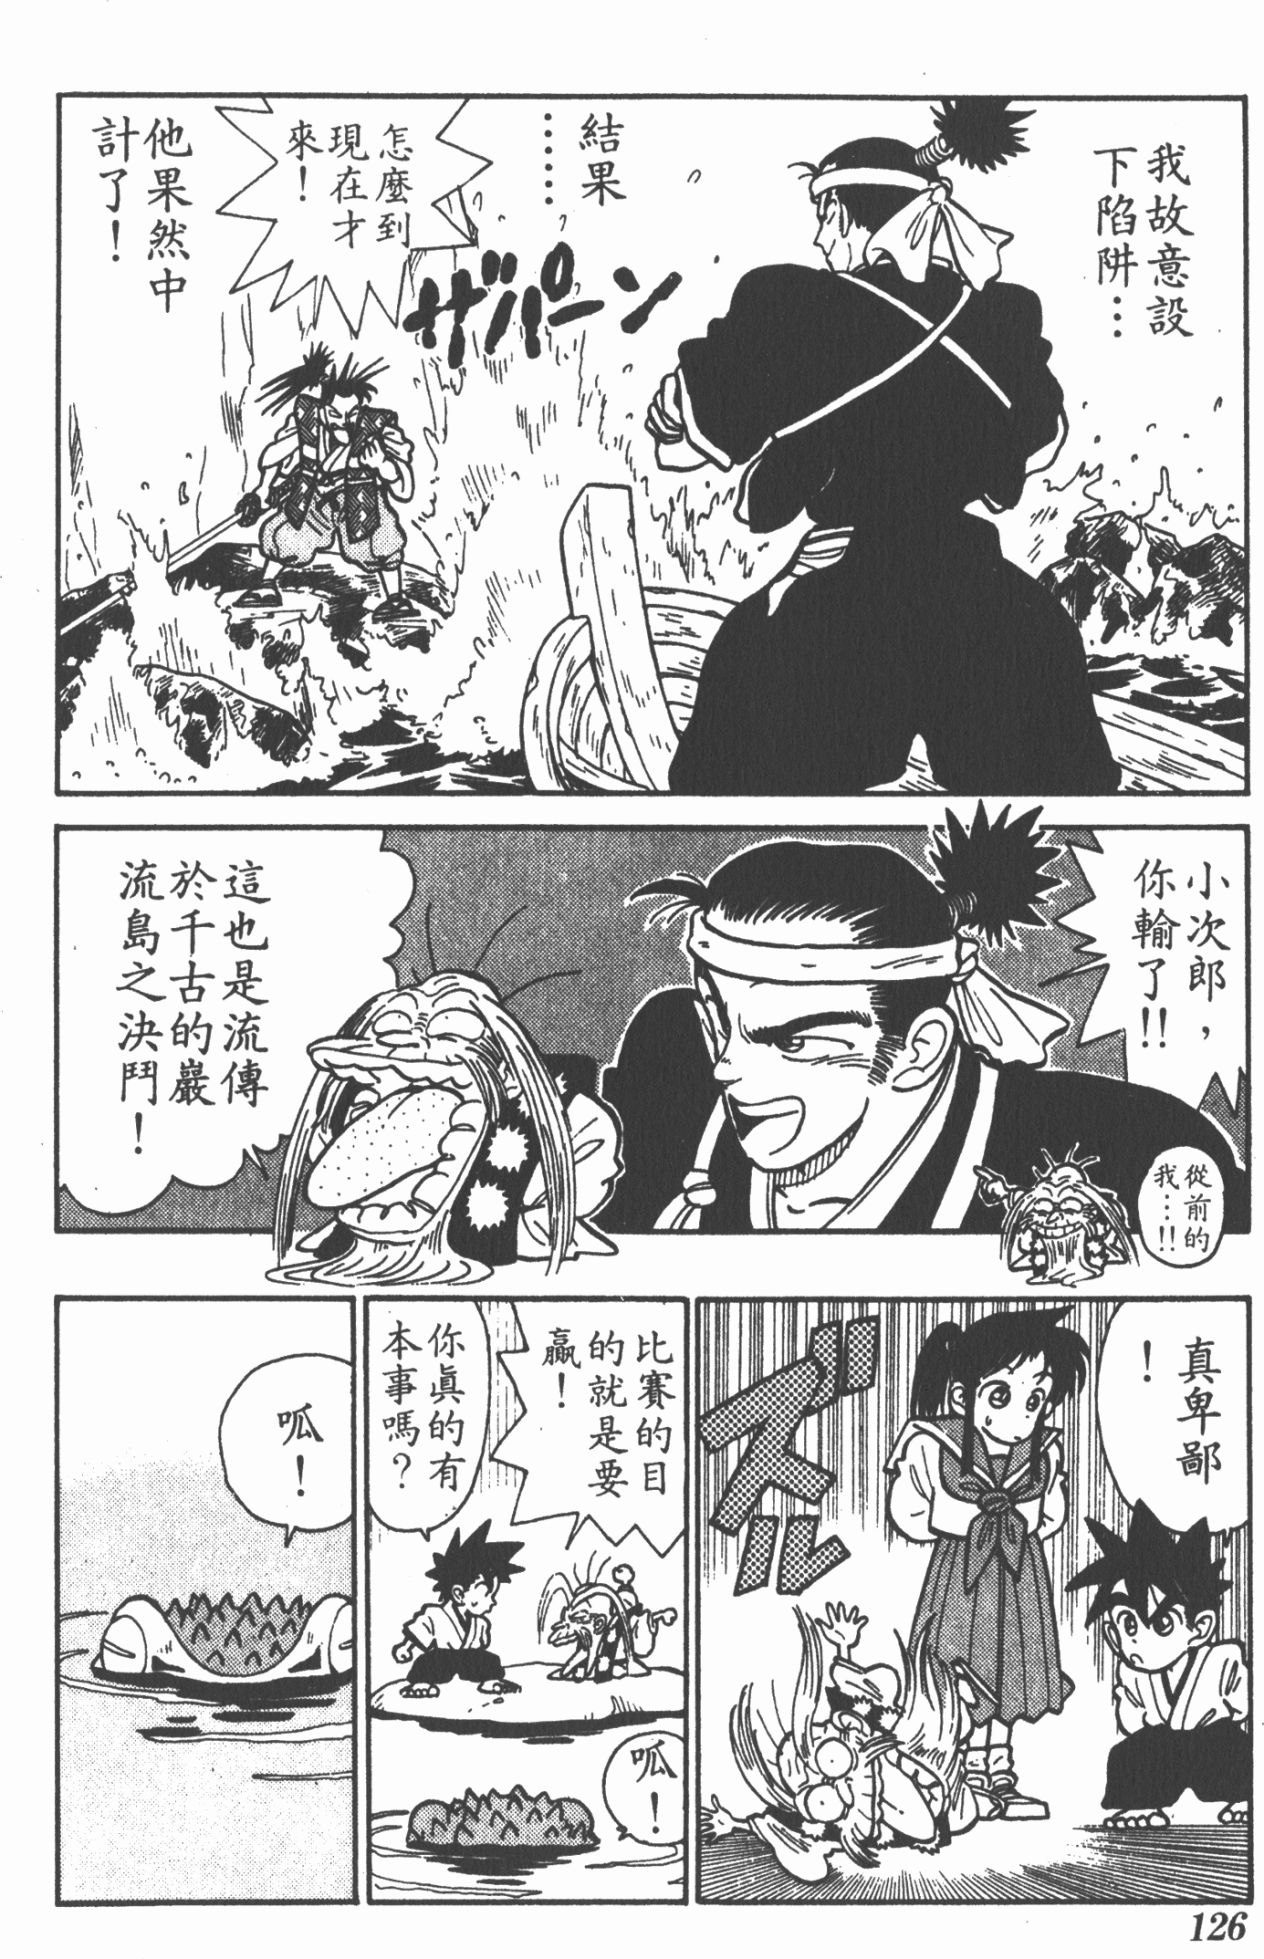 我故意設
下陷阱…
結果
……
ザパーン
怎麼到
現在才
來！
他果然中
計了！
小次郎，
你輸了!!
從前的
我…!!
這也是流傳
於千古的巖
流島之決鬥！
真卑鄙
！
ズズル
比賽的目
的就是要
贏！
你真的有
本事嗎？
呱！
呱！
126